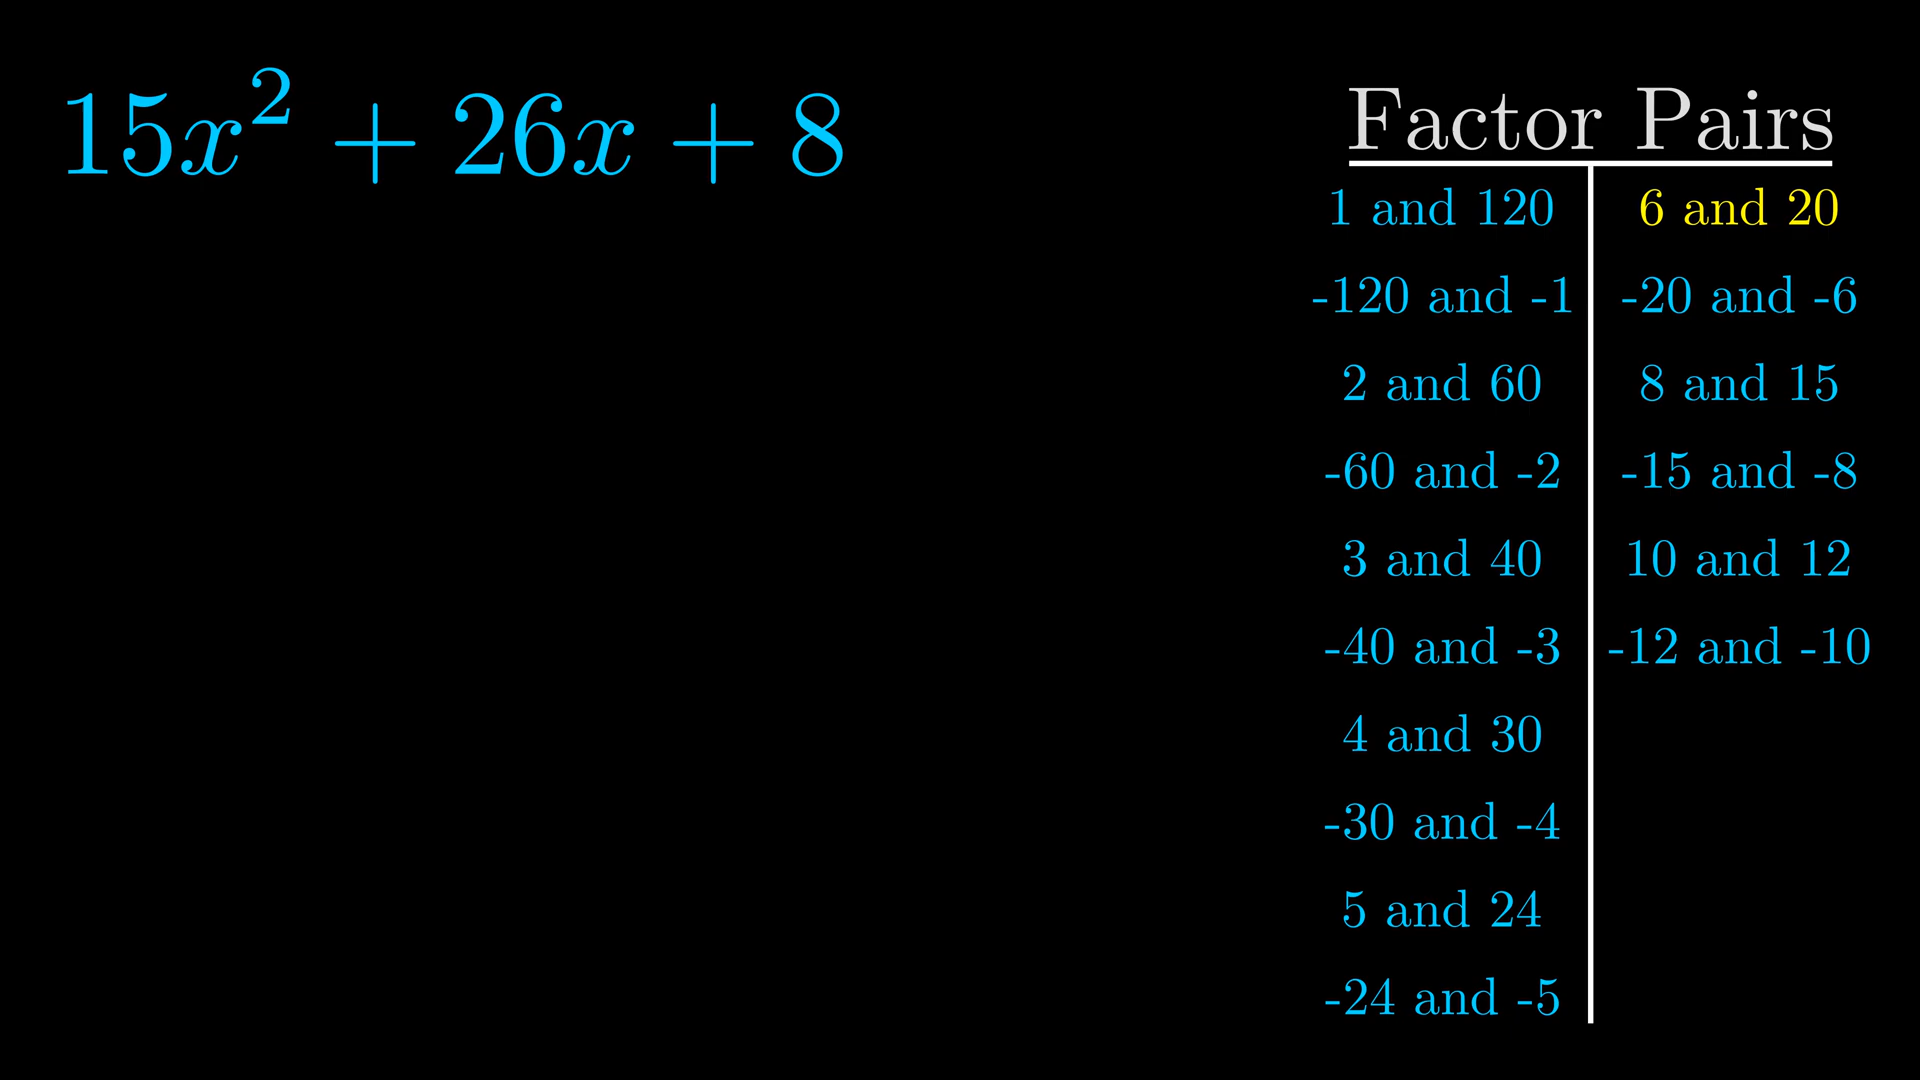 15x² + 26x + 8
Factor Pairs
1 and 120
-120 and -1
2 and 60
-60 and -2
3 and 40
-40 and -3
4 and 30
-30 and -4
5 and 24
-24 and -5
6 and 20
-20 and -6
8 and 15
-15 and -8
10 and 12
-12 and -10